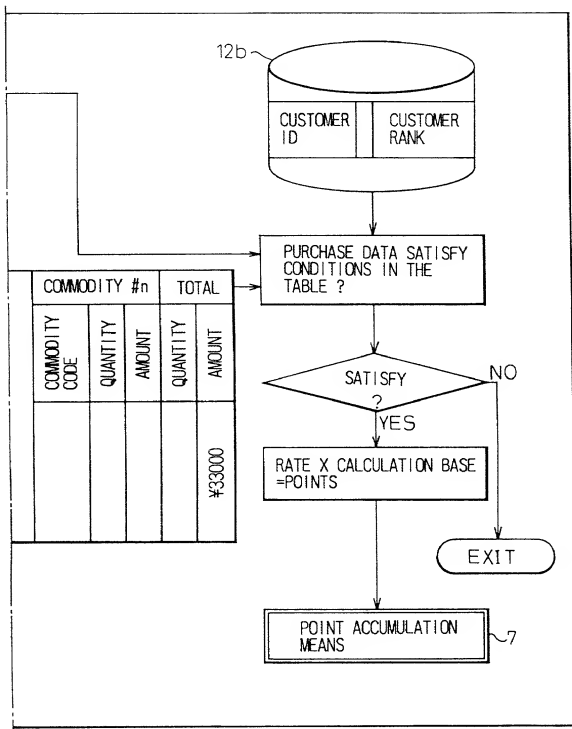 12b
CUSTOMER
ID
CUSTOMER
RANK
PURCHASE DATA SATISFY
CONDITIONS IN THE
TABLE ?
COMMODITY #n
TOTAL
COMMODITY
CODE
QUANTITY
AMOUNT
QUANTITY
AMOUNT
¥33000
SATISFY
?
NO
YES
RATE X CALCULATION BASE
=POINTS
EXIT
POINT ACCUMULATION
MEANS
7